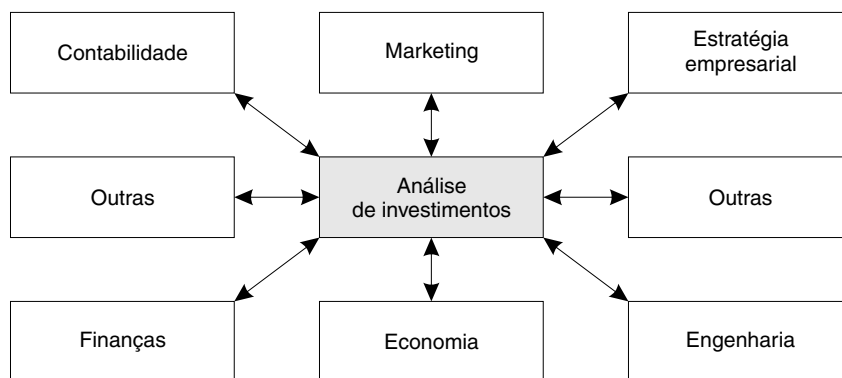 Contabilidade
Marketing
Estratégia
empresarial
Outras
Análise
de investimentos
Outras
Finanças
Economia
Engenharia